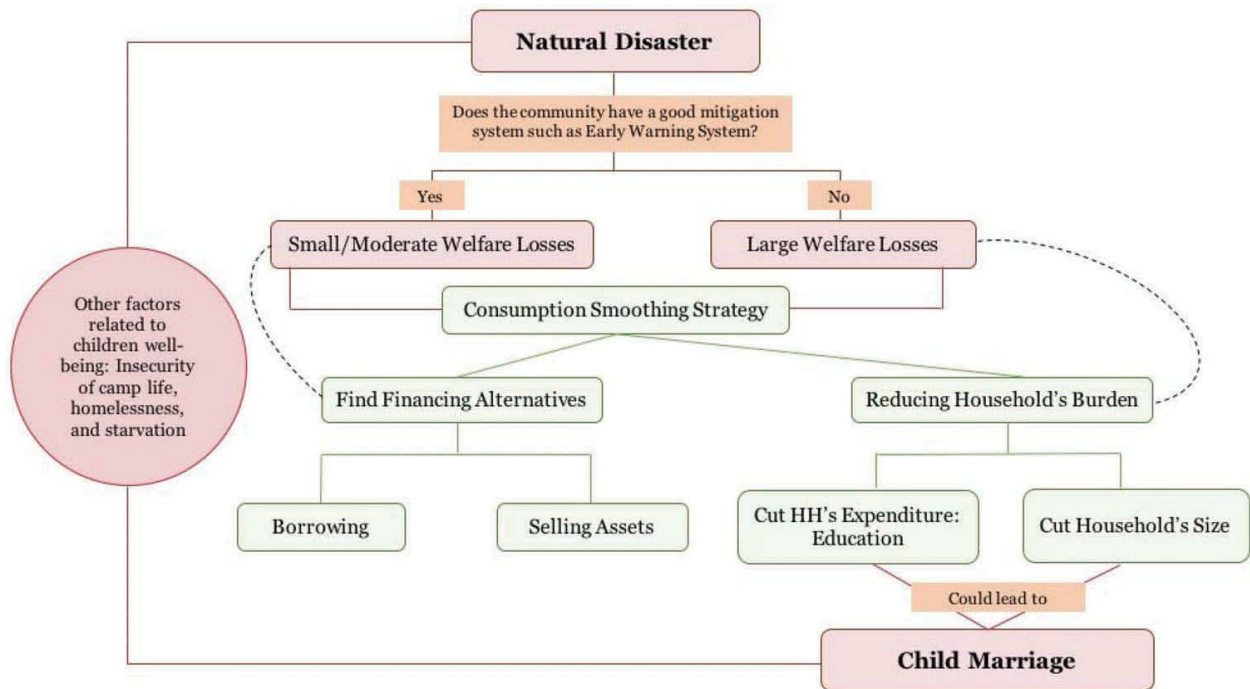 Natural Disaster
Does the community have a good mitigation
system such as Early Warning System?
Yes
No
Small/Moderate Welfare Losses
Large Welfare Losses
Other factors
related to
children well-
being: Insecurity
of camp life,
homelessness,
and starvation
Consumption Smoothing Strategy
Find Financing Alternatives
Reducing Household's Burden
Borrowing
Selling Assets
Cut HH's Expenditure:
Education
Cut Household's Size
Could lead to
Child Marriage